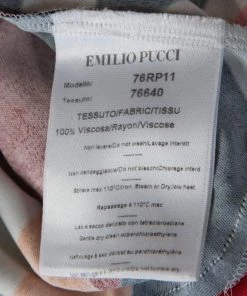 EMILIO PUCCI
Modello: 76RP11
Tessuto: 76640
TESSUTO/FABRIC/TISSU
100% Viscosa/Rayon/Viscose
Non lavare/Do not wash/Lavage interdit
Non candeggiare/Do not bleach/Chlorage interdit
Stirare max 110°C/Iron, Steam or Dry, low heat
Repassage à 110°C max
Lav. a secco delicato con tetracloroetilene
Gentle dry clean w/perchloroethylene
Nettoyage à sec délicat au perchloroéthylène